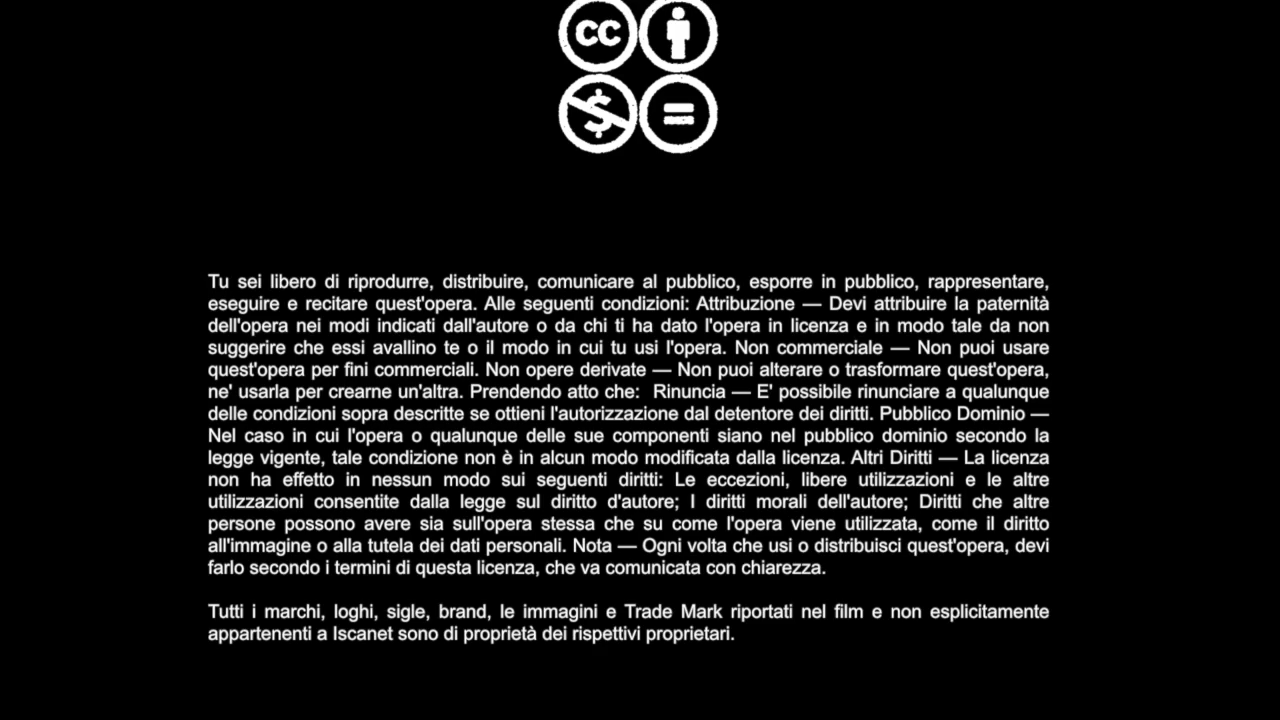 CC
$ =
Tu sei libero di riprodurre, distribuire, comunicare al pubblico, esporre in pubblico, rappresentare,
eseguire e recitare quest'opera. Alle seguenti condizioni: Attribuzione — Devi attribuire la paternità
dell'opera nei modi indicati dall'autore o da chi ti ha dato l'opera in licenza e in modo tale da non
suggerire che essi avallino te o il modo in cui tu usi l'opera. Non commerciale — Non puoi usare
quest'opera per fini commerciali. Non opere derivate — Non puoi alterare o trasformare quest'opera,
ne' usarla per crearne un'altra. Prendendo atto che:  Rinuncia — E' possibile rinunciare a qualunque
delle condizioni sopra descritte se ottieni l'autorizzazione dal detentore dei diritti. Pubblico Dominio —
Nel caso in cui l'opera o qualunque delle sue componenti siano nel pubblico dominio secondo la
legge vigente, tale condizione non è in alcun modo modificata dalla licenza. Altri Diritti — La licenza
non ha effetto in nessun modo sui seguenti diritti: Le eccezioni, libere utilizzazioni e le altre
utilizzazioni consentite dalla legge sul diritto d'autore; I diritti morali dell'autore; Diritti che altre
persone possono avere sia sull'opera stessa che su come l'opera viene utilizzata, come il diritto
all'immagine o alla tutela dei dati personali. Nota — Ogni volta che usi o distribuisci quest'opera, devi
farlo secondo i termini di questa licenza, che va comunicata con chiarezza.
Tutti i marchi, loghi, sigle, brand, le immagini e Trade Mark riportati nel film e non esplicitamente
appartenenti a Iscanet sono di proprietà dei rispettivi proprietari.